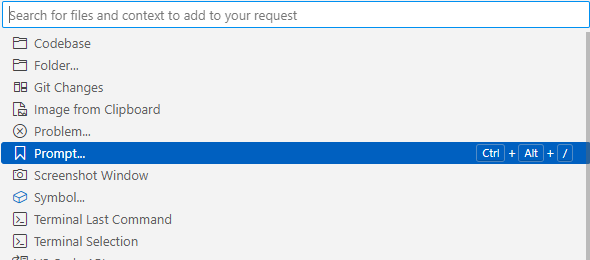 Search for files and context to add to your request
Codebase
Folder...
Git Changes
Image from Clipboard
Problem...
Prompt... Ctrl + Alt + /
Screenshot Window
Symbol...
Terminal Last Command
Terminal Selection